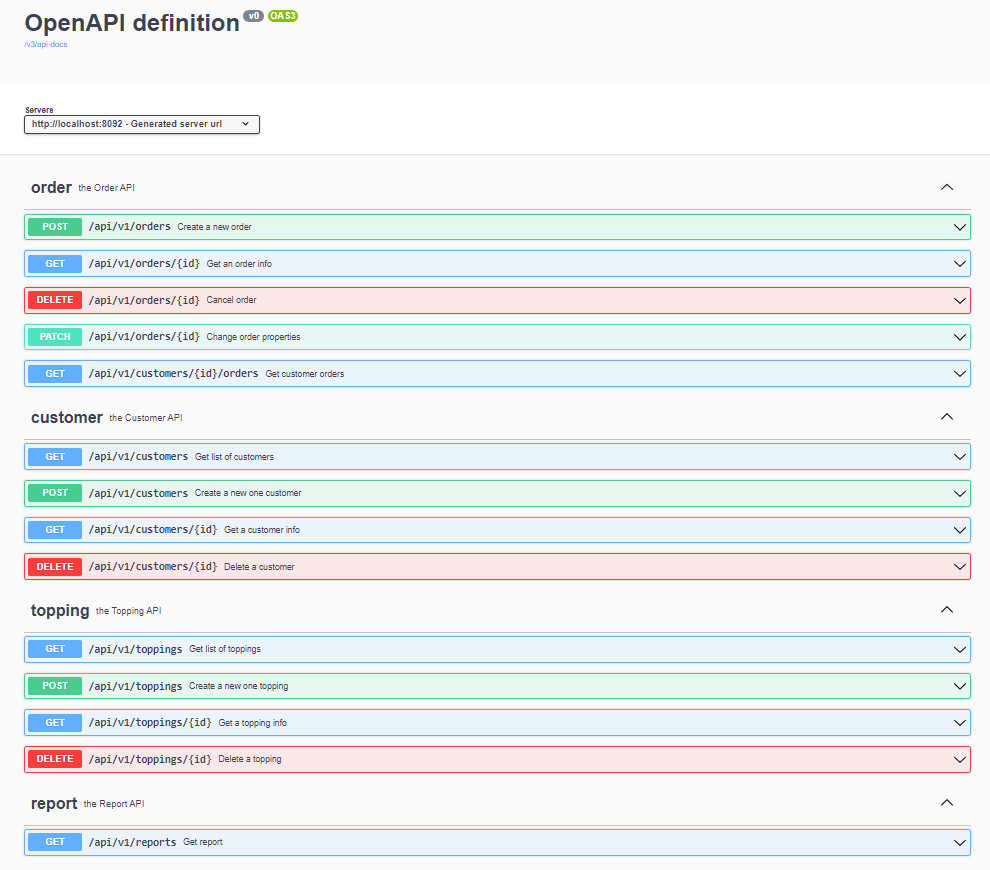 OpenAPI definition v0 OAS3
/v3/api-docs
Servers
http://localhost:8092 - Generated server url
order the Order API
POST /api/v1/orders Create a new order
GET /api/v1/orders/{id} Get an order info
DELETE /api/v1/orders/{id} Cancel order
PATCH /api/v1/orders/{id} Change order properties
GET /api/v1/customers/{id}/orders Get customer orders
customer the Customer API
GET /api/v1/customers Get list of customers
POST /api/v1/customers Create a new one customer
GET /api/v1/customers/{id} Get a customer info
DELETE /api/v1/customers/{id} Delete a customer
topping the Topping API
GET /api/v1/toppings Get list of toppings
POST /api/v1/toppings Create a new one topping
GET /api/v1/toppings/{id} Get a topping info
DELETE /api/v1/toppings/{id} Delete a topping
report the Report API
GET /api/v1/reports Get report